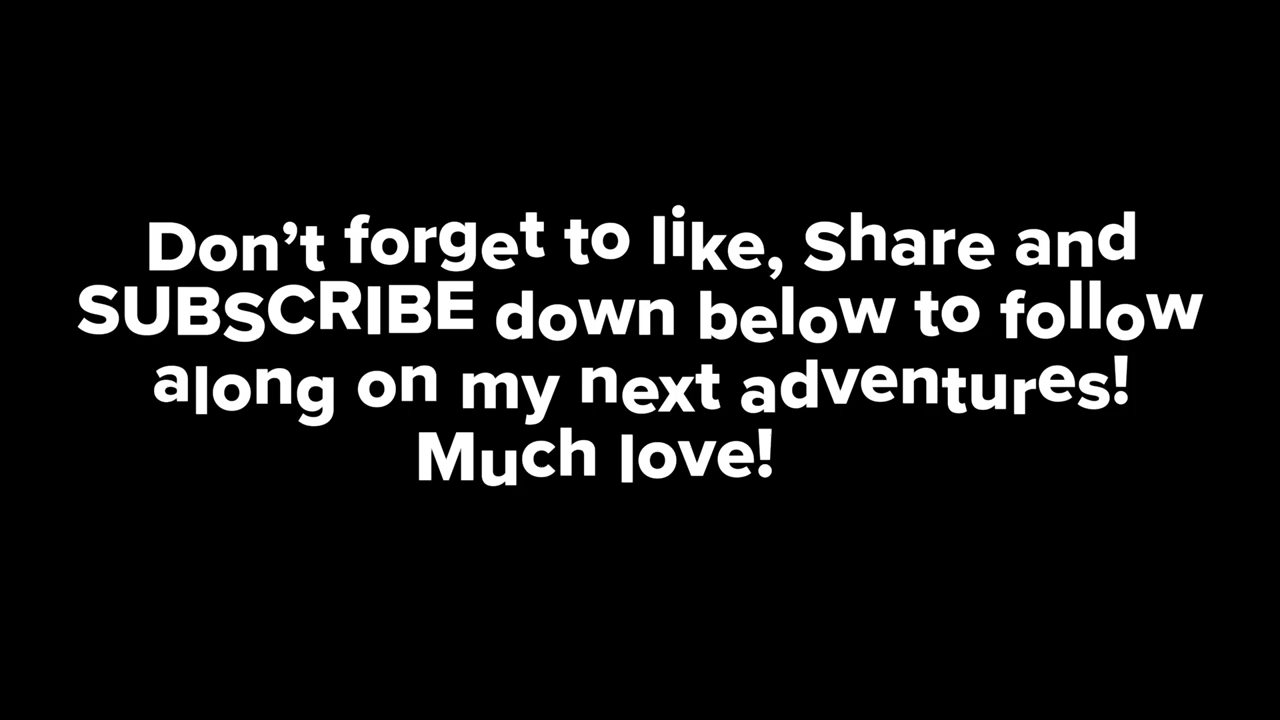 Don’t forget to like, Share and
SUBSCRIBE down below to follow
along on my next adventures!
Much love!